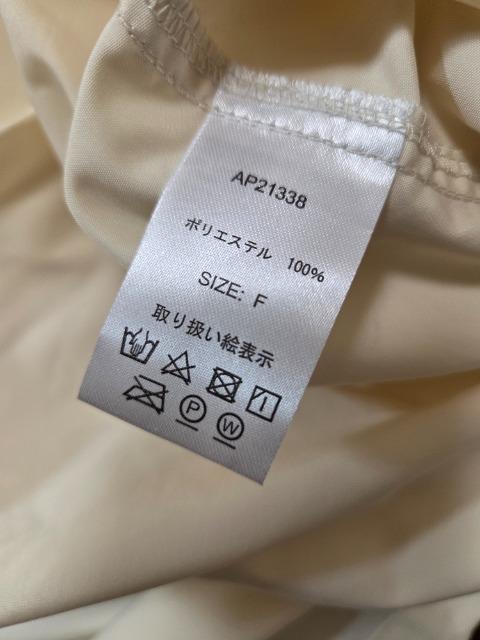 AP21338
ポリエステル 100%
SIZE: F
取り扱い絵表示
P W